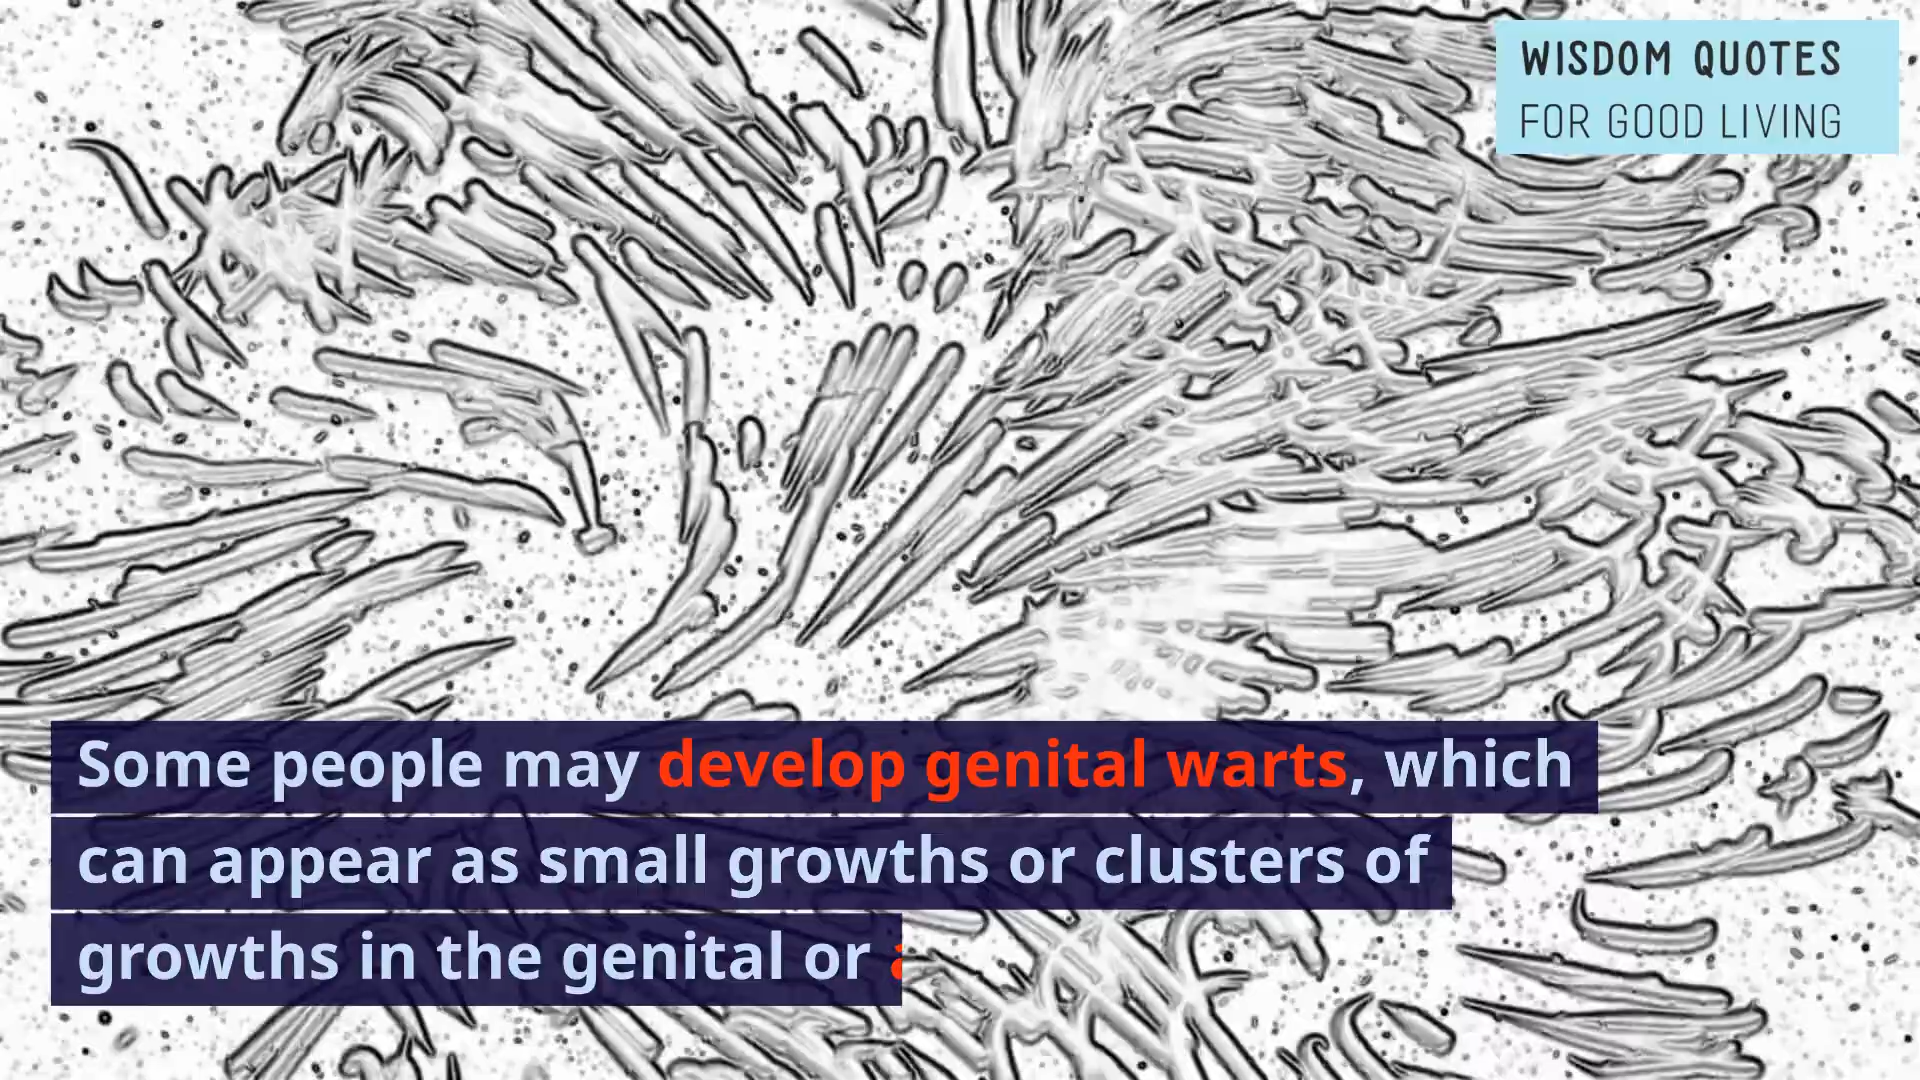 WISDOM QUOTES
FOR GOOD LIVING
Some people may develop genital warts, which
can appear as small growths or clusters of
growths in the genital or